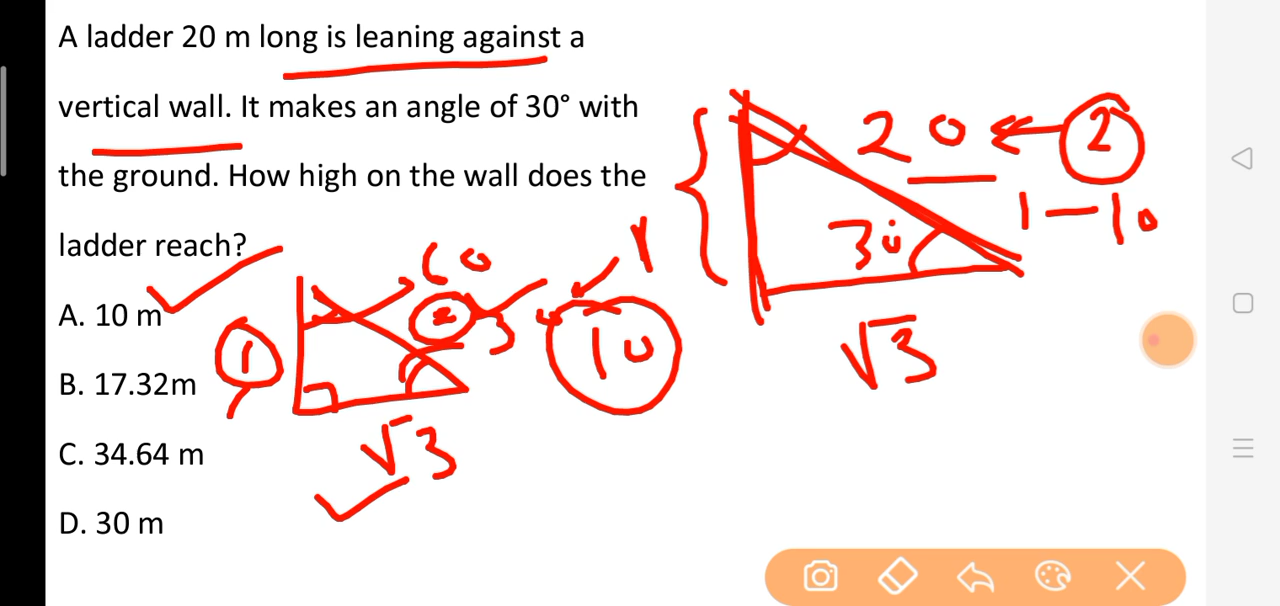 A ladder 20 m long is leaning against a
vertical wall. It makes an angle of 30° with
the ground. How high on the wall does the
ladder reach?
A. 10 m
B. 17.32m
C. 34.64 m
D. 30 m
20
2
1-10
30
√3
60
2
1
10
√3